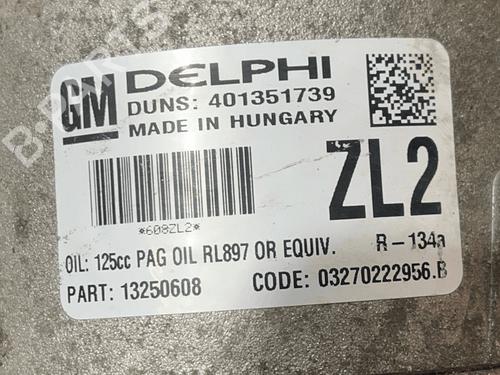 GM DELPHI
DUNS: 401351739
MADE IN HUNGARY
ZL2
*608ZL2*
OIL: 125cc PAG OIL RL897 OR EQUIV. R-134a
PART: 13250608 CODE: 03270222956.B
B-PARTS